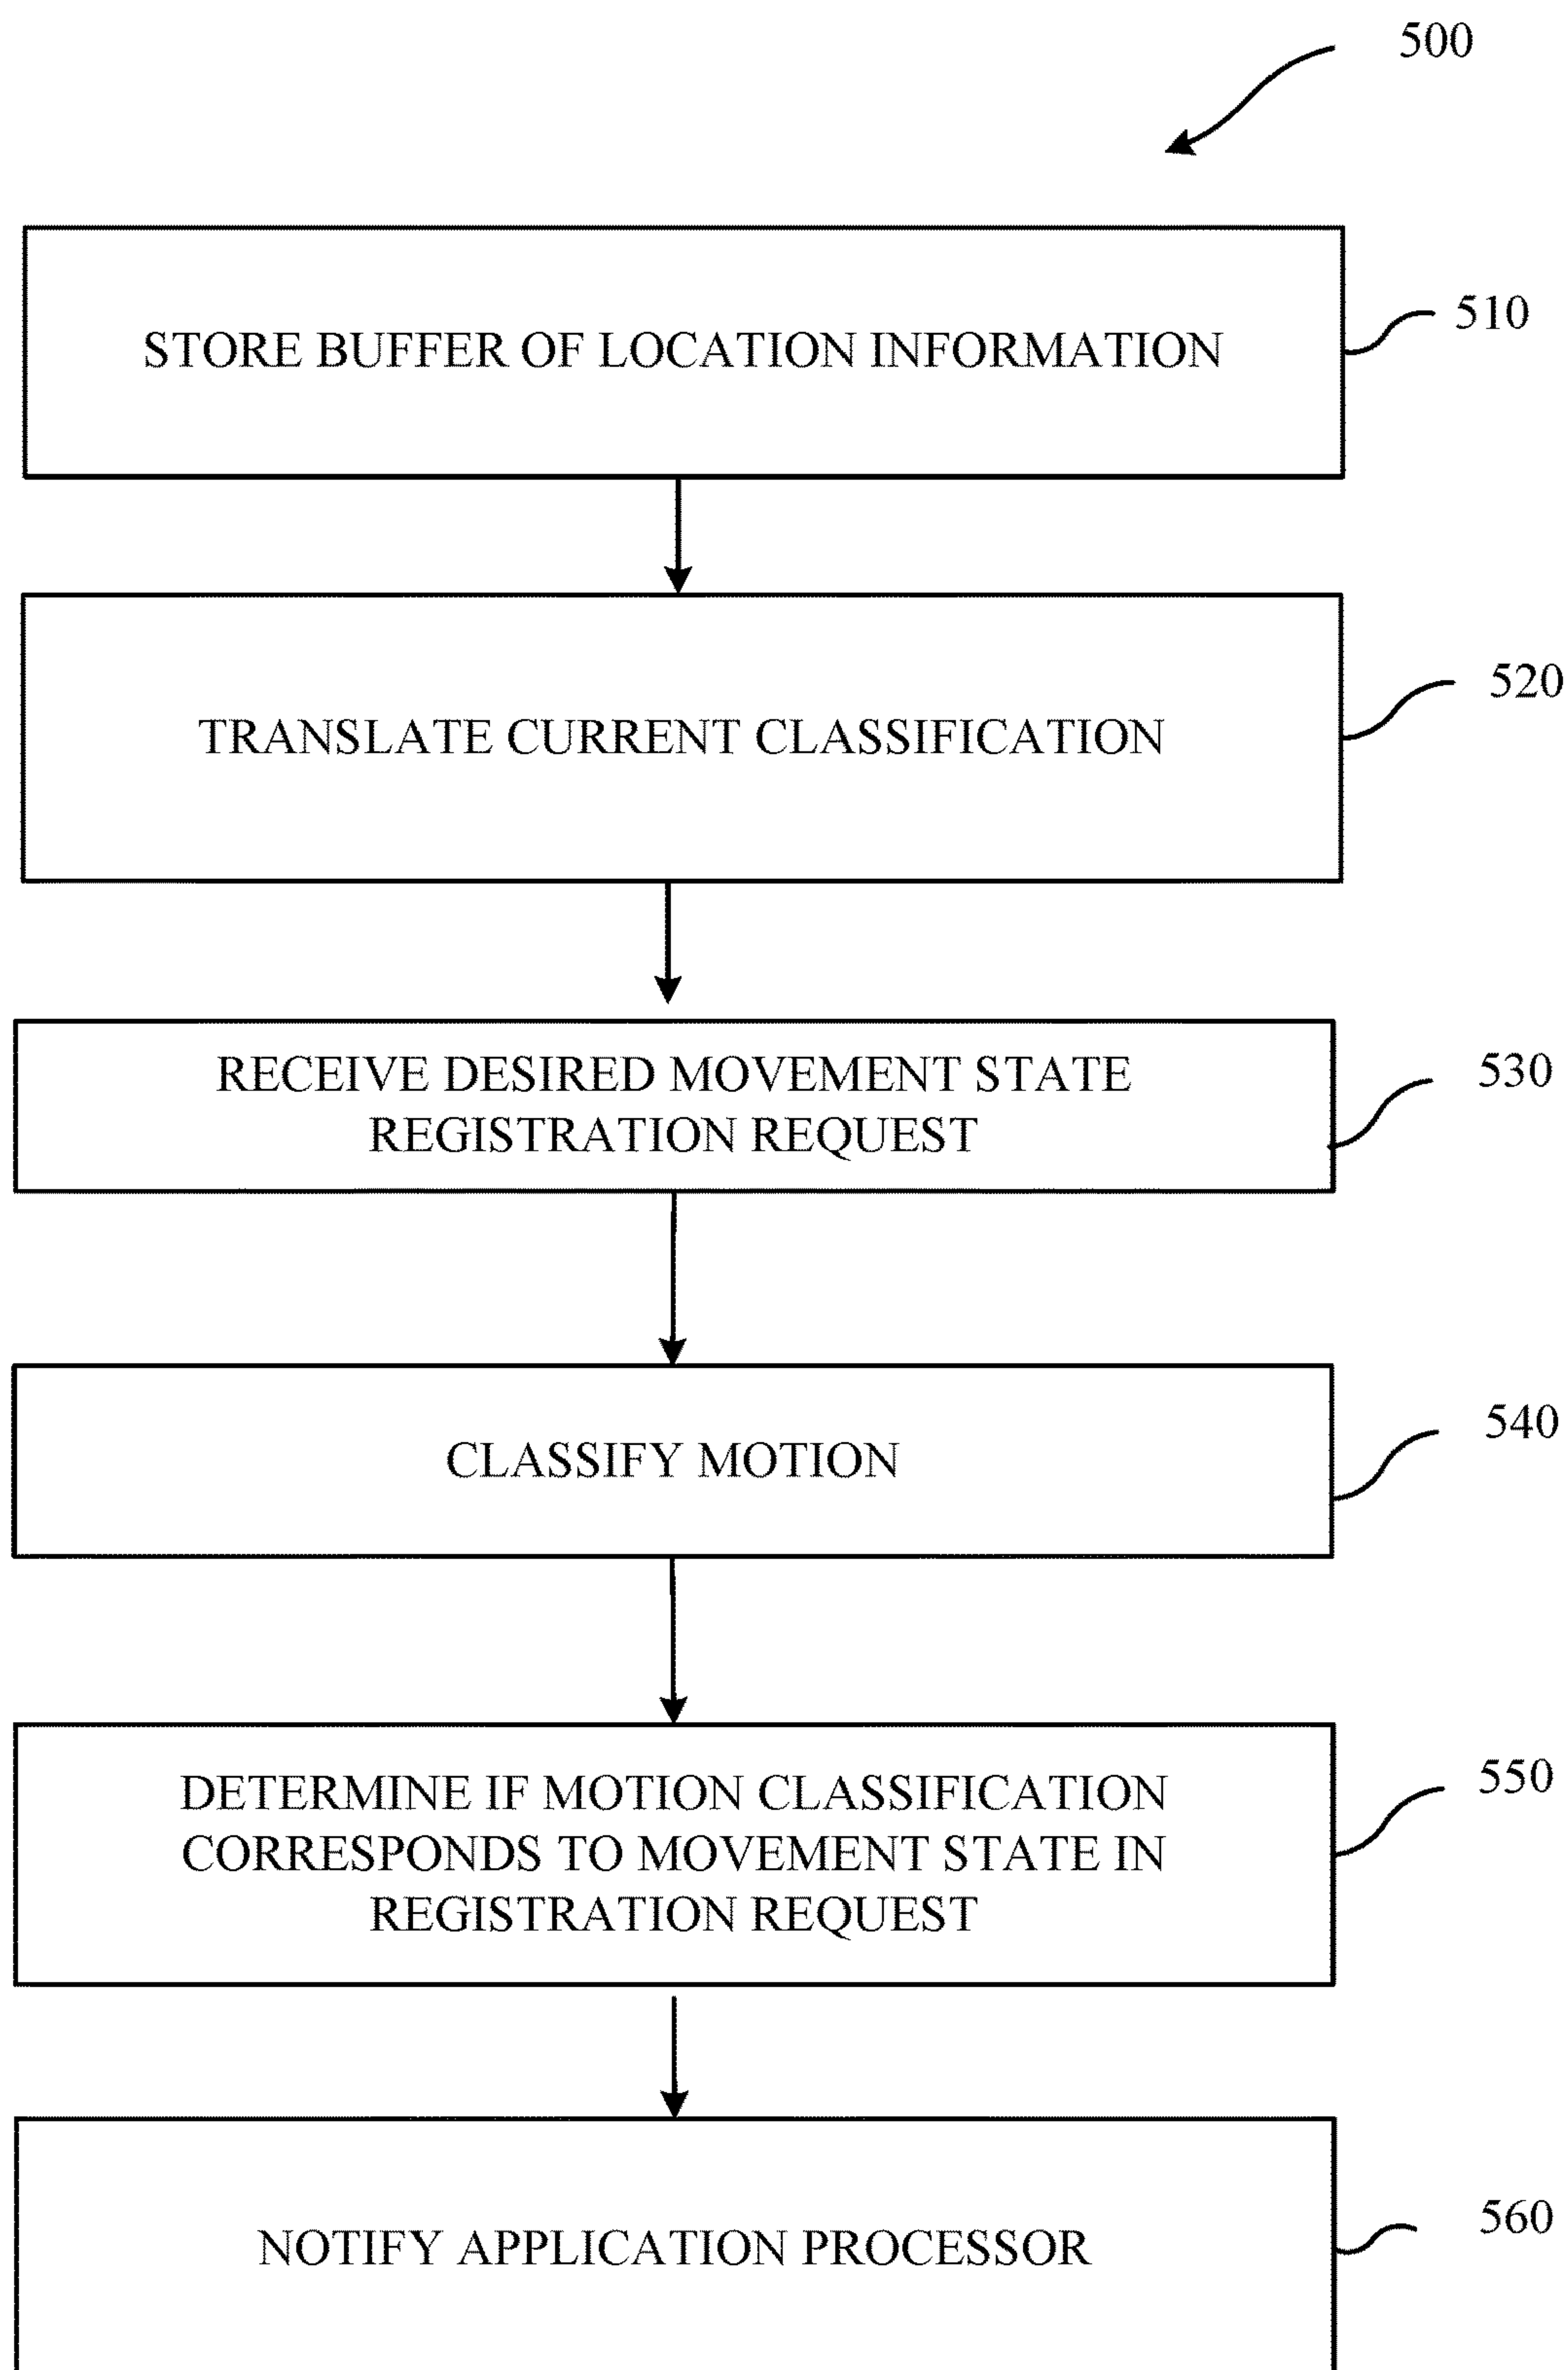 500
STORE BUFFER OF LOCATION INFORMATION
510
TRANSLATE CURRENT CLASSIFICATION
520
RECEIVE DESIRED MOVEMENT STATE
REGISTRATION REQUEST
530
CLASSIFY MOTION
540
DETERMINE IF MOTION CLASSIFICATION
CORRESPONDS TO MOVEMENT STATE IN
REGISTRATION REQUEST
550
NOTIFY APPLICATION PROCESSOR
560